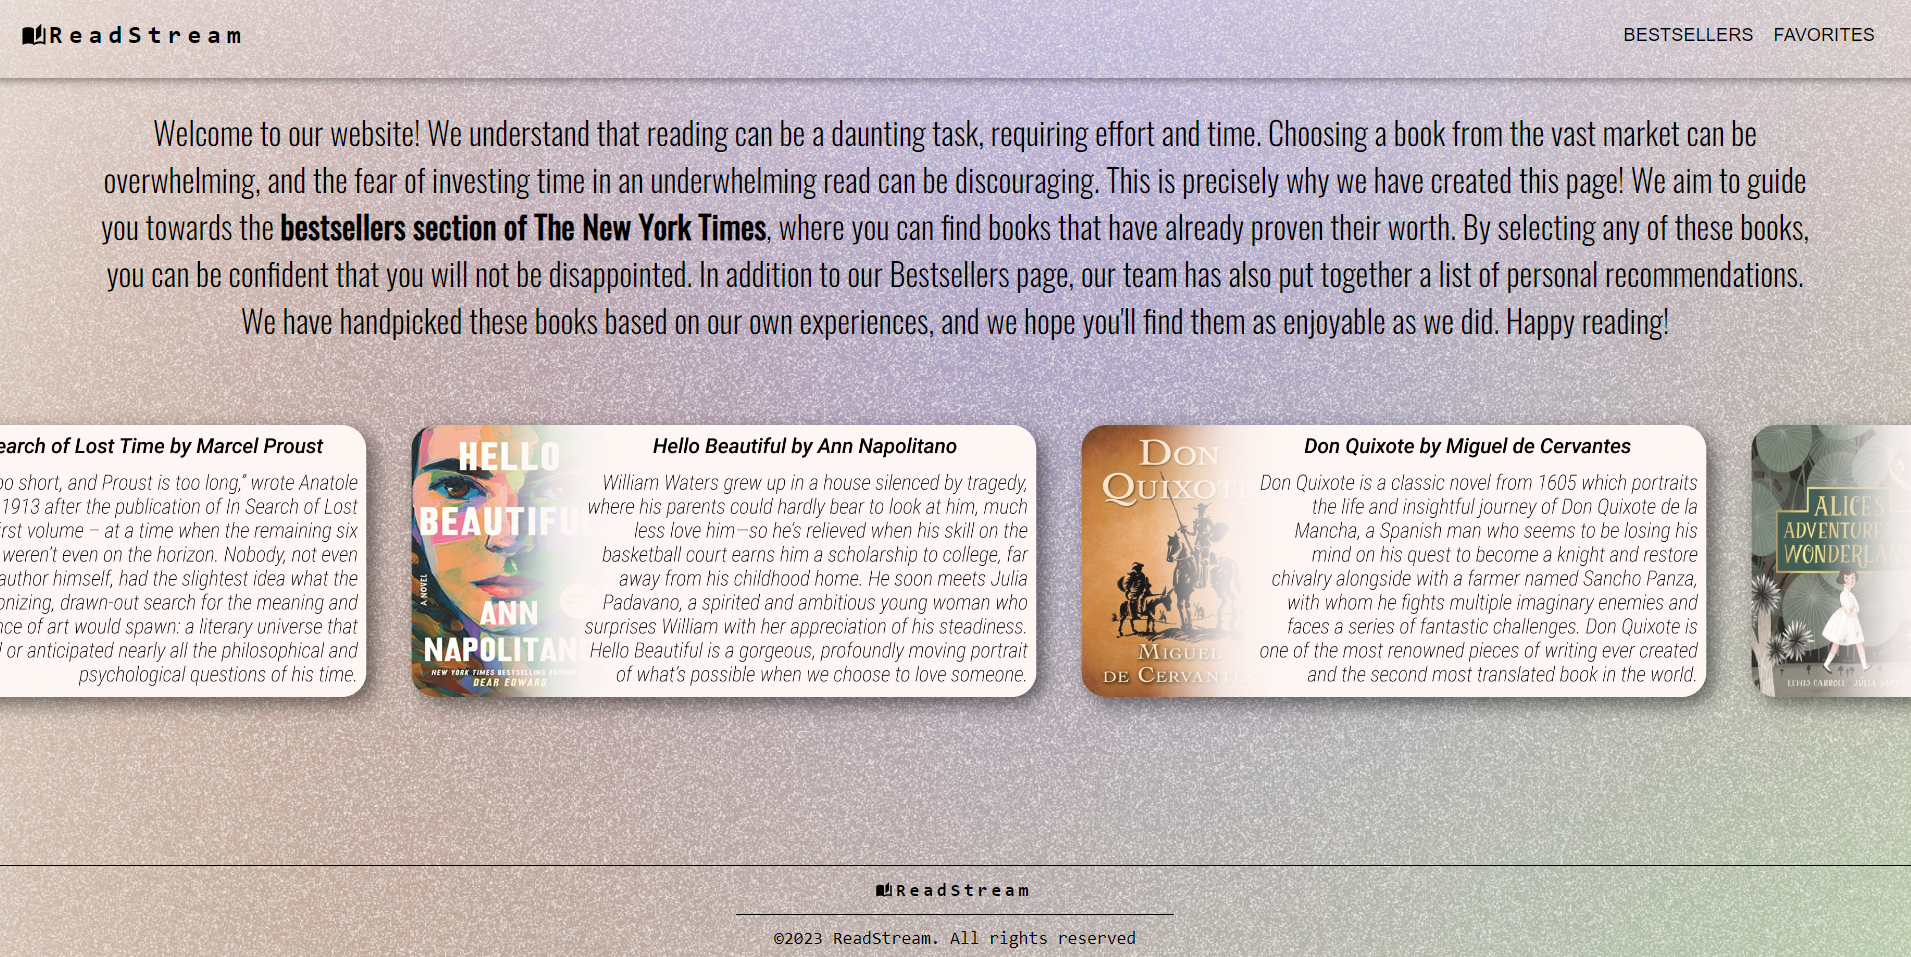 ReadStream
BESTSELLERS FAVORITES
Welcome to our website! We understand that reading can be a daunting task, requiring effort and time. Choosing a book from the vast market can be
overwhelming, and the fear of investing time in an underwhelming read can be discouraging. This is precisely why we have created this page! We aim to guide
you towards the bestsellers section of The New York Times, where you can find books that have already proven their worth. By selecting any of these books,
you can be confident that you will not be disappointed. In addition to our Bestsellers page, our team has also put together a list of personal recommendations.
We have handpicked these books based on our own experiences, and we hope you'll find them as enjoyable as we did. Happy reading!
earch of Lost Time by Marcel Proust
oo short, and Proust is too long,” wrote Anatole
1913 after the publication of In Search of Lost
irst volume – at a time when the remaining six
weren’t even on the horizon. Nobody, not even
author himself, had the slightest idea what the
onizing, drawn-out search for the meaning and
nce of art would spawn: a literary universe that
or anticipated nearly all the philosophical and
psychological questions of his time.
HELLO
BEAUTIFUL
A NOVEL
ANN
NAPOLITAN
NEW YORK TIMES BESTSELLING AUTHOR OF
DEAR EDWARD
Hello Beautiful by Ann Napolitano
William Waters grew up in a house silenced by tragedy,
where his parents could hardly bear to look at him, much
less love him—so he’s relieved when his skill on the
basketball court earns him a scholarship to college, far
away from his childhood home. He soon meets Julia
Padavano, a spirited and ambitious young woman who
surprises William with her appreciation of his steadiness.
Hello Beautiful is a gorgeous, profoundly moving portrait
of what’s possible when we choose to love someone.
DON
QUIXOTE
MIGUEL
DE CERVANTES
Don Quixote by Miguel de Cervantes
Don Quixote is a classic novel from 1605 which portraits
the life and insightful journey of Don Quixote de la
Mancha, a Spanish man who seems to be losing his
mind on his quest to become a knight and restore
chivalry alongside with a farmer named Sancho Panza,
with whom he fights multiple imaginary enemies and
faces a series of fantastic challenges. Don Quixote is
one of the most renowned pieces of writing ever created
and the second most translated book in the world.
ALICE'S
ADVENTURES
WONDERLA
LEWIS CARROLL JULIA
ReadStream
©2023 ReadStream. All rights reserved